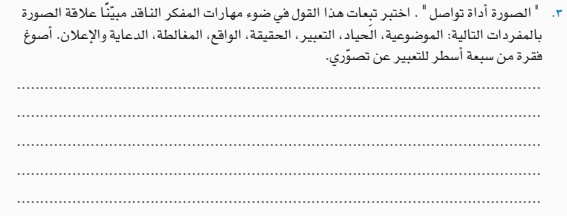 ٣. "الصورة أداة تواصل". اختبر تبعات هذا القول في ضوء مهارات المفكر الناقد مبيّنًا علاقة الصورة
بالمفردات التالية: الموضوعية، الحياد، التعبير، الحقيقة، الواقع، المغالطة، الدعاية والإعلان. أصوغ
فقرة من سبعة أسطر للتعبير عن تصوّري.